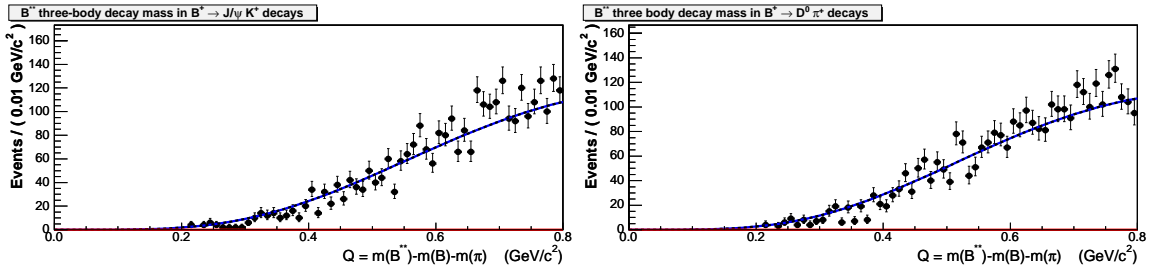 B** three-body decay mass in B⁺ → J/ψ K⁺ decays
Events / ( 0.01 GeV/c² )
160
140
120
100
80
60
40
20
0
0.0 0.2 0.4 0.6 0.8
Q = m(B**)-m(B)-m(π) (GeV/c²)
B** three body decay mass in B⁺ → D⁰ π⁺ decays
Events / ( 0.01 GeV/c² )
160
140
120
100
80
60
40
20
0
0.0 0.2 0.4 0.6 0.8
Q = m(B**)-m(B)-m(π) (GeV/c²)